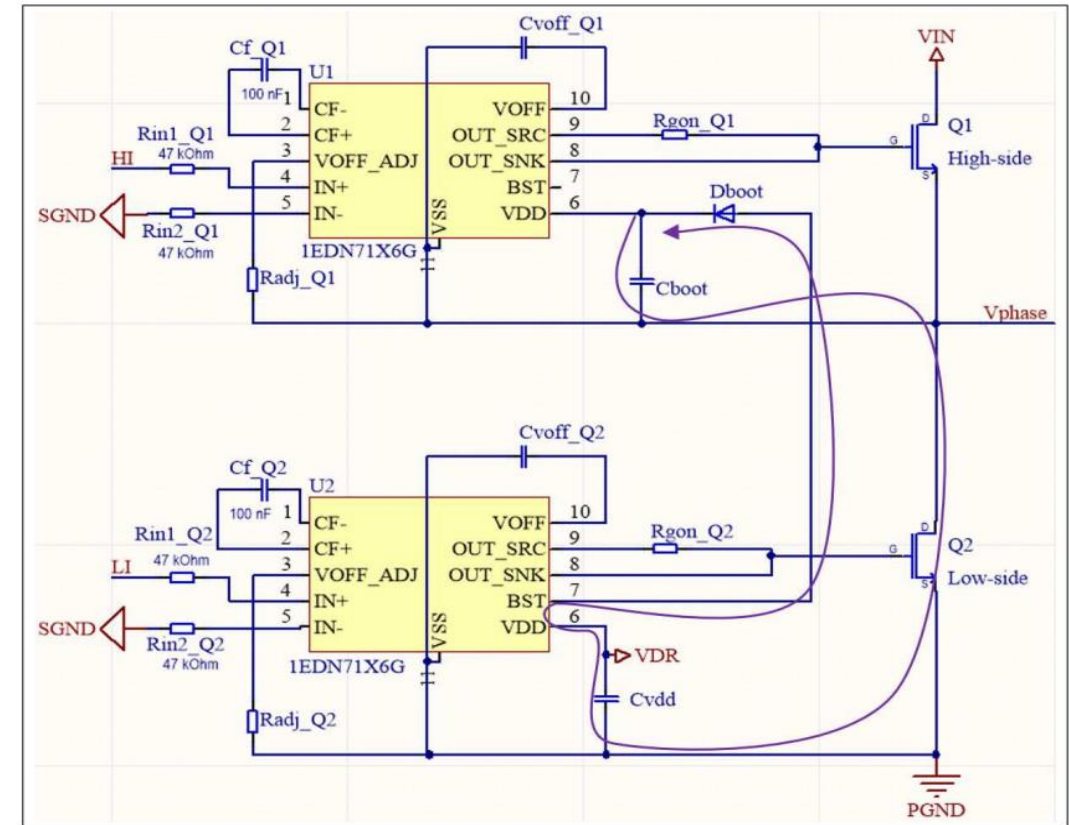 Cvoff_Q1
VIN
Cf_Q1
U1
100 nF
1
CF-
VOFF
10
Rgon_Q1
Q1
2
CF+
OUT_SRC
9
D
Rin1_Q1
47 kOhm
HI
3
VOFF_ADJ
OUT_SNK
8
G
High-side
4
IN+
BST
7
S
Dboot
SGND
5
IN-
VSS
VDD
6
Rin2_Q1
47 kOhm
1EDN71X6G
11
Radj_Q1
Cboot
Vphase
Cvoff_Q2
Cf_Q2
U2
100 nF
1
CF-
VOFF
10
Rgon_Q2
D
Rin1_Q2
47 kOhm
2
CF+
OUT_SRC
9
G
Q2
LI
3
VOFF_ADJ
OUT_SNK
8
S
Low-side
4
IN+
BST
7
SGND
5
IN-
VSS
VDD
6
Rin2_Q2
47 kOhm
1EDN71X6G
11
VDR
Radj_Q2
Cvdd
PGND